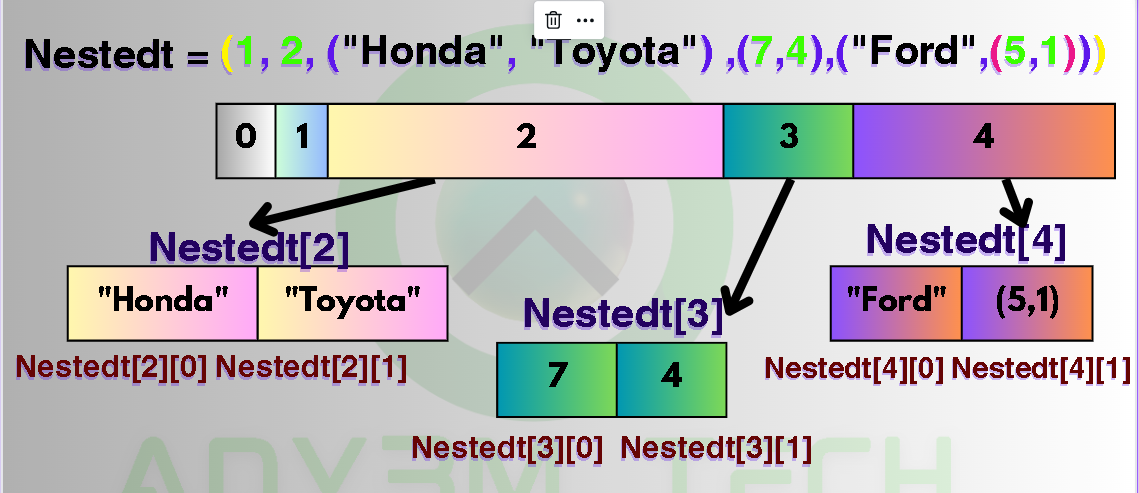 Nestedt = (1, 2, ("Honda", "Toyota") ,(7,4),("Ford",(5,1)))
0 1 2 3 4
Nestedt[2]
"Honda" "Toyota"
Nestedt[2][0] Nestedt[2][1]
Nestedt[3]
7 4
Nestedt[3][0] Nestedt[3][1]
Nestedt[4]
"Ford" (5,1)
Nestedt[4][0] Nestedt[4][1]